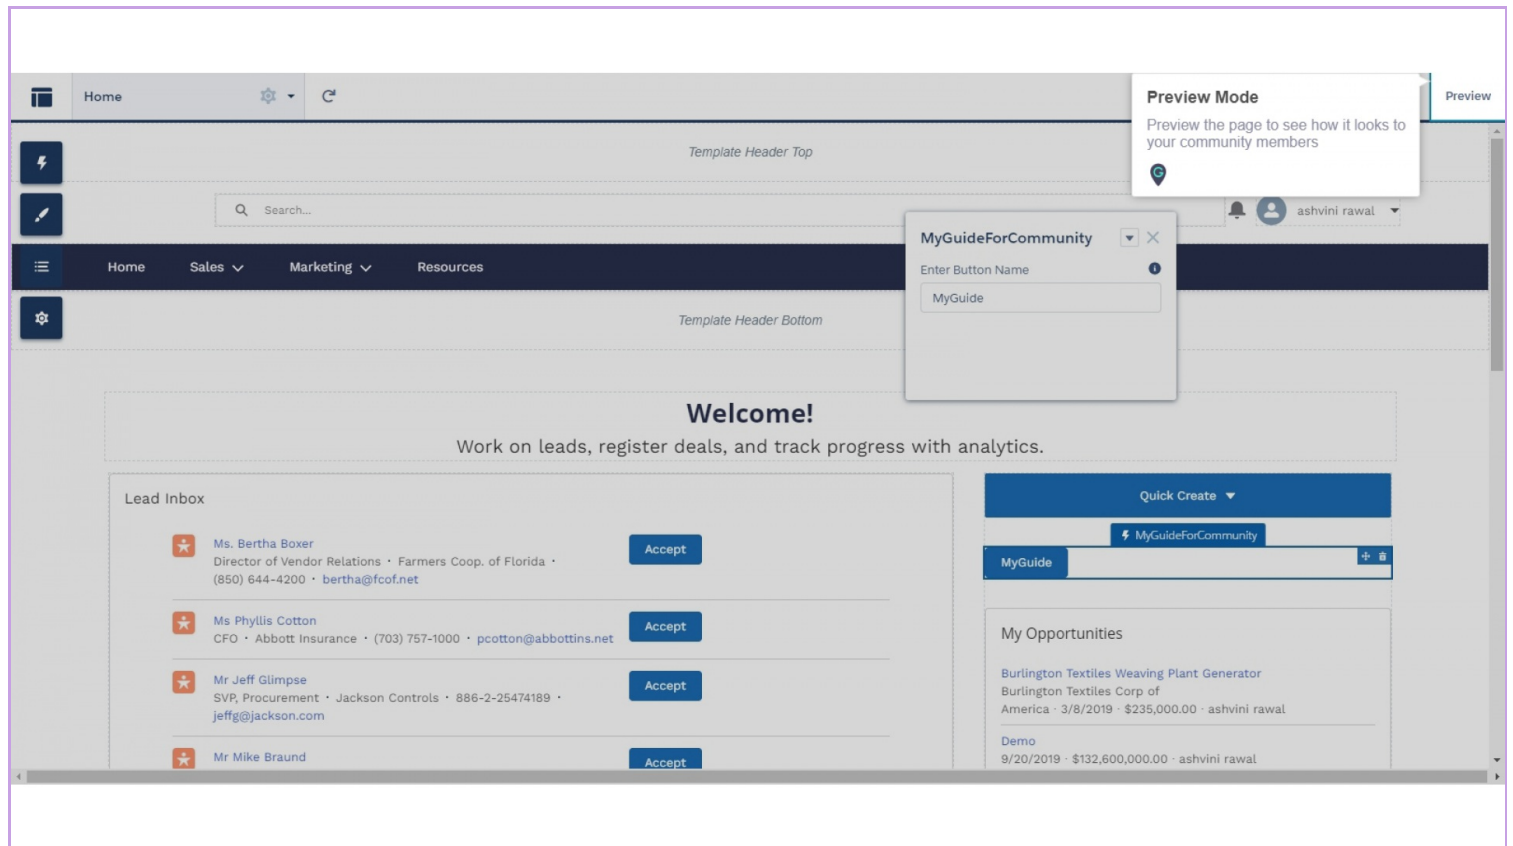 Home
Preview Mode
Preview
Preview the page to see how it looks to
your community members
Template Header Top
Search...
ashvini rawal
MyGuideForCommunity
Enter Button Name
MyGuide
Home Sales Marketing Resources
Template Header Bottom
Welcome!
Work on leads, register deals, and track progress with analytics.
Lead Inbox
Ms. Bertha Boxer
Director of Vendor Relations · Farmers Coop. of Florida ·
(850) 644-4200 · bertha@fcof.net
Accept
Ms Phyllis Cotton
CFO · Abbott Insurance · (703) 757-1000 · pcotton@abbottins.net
Accept
Mr Jeff Glimpse
SVP, Procurement · Jackson Controls · 886-2-25474189 ·
jeffg@jackson.com
Accept
Mr Mike Braund
Accept
Quick Create
MyGuideForCommunity
MyGuide
My Opportunities
Burlington Textiles Weaving Plant Generator
Burlington Textiles Corp of
America · 3/8/2019 · $235,000.00 · ashvini rawal
Demo
9/20/2019 · $132,600,000.00 · ashvini rawal